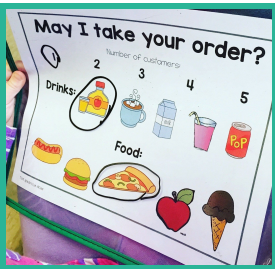 May I take your order?
Number of customers:
1 2 3 4 5
Drinks:
POP
Food: